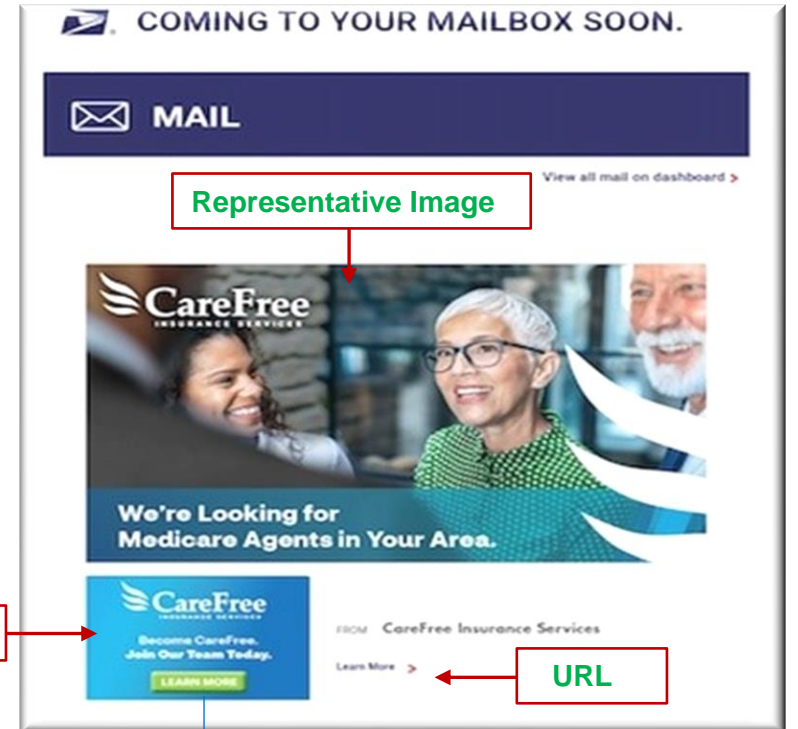 COMING TO YOUR MAILBOX SOON.
MAIL
View all mail on dashboard >
Representative Image
CareFree
INSURANCE SERVICES
We're Looking for
Medicare Agents in Your Area.
CareFree
INSURANCE SERVICES
Become CareFree.
Join Our Team Today.
LEARN MORE
FROM CareFree Insurance Services
Learn More >
URL